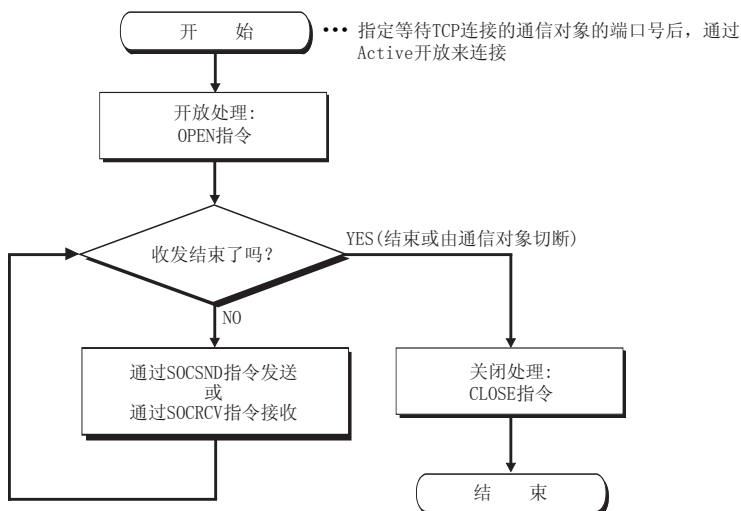 开 始
••• 指定等待TCP连接的通信对象的端口号后，通过
Active开放来连接
开放处理：
OPEN指令
收发结束了吗？
YES(结束或由通信对象切断)
NO
通过SOCSND指令发送
或
通过SOCRCV指令接收
关闭处理：
CLOSE指令
结 束